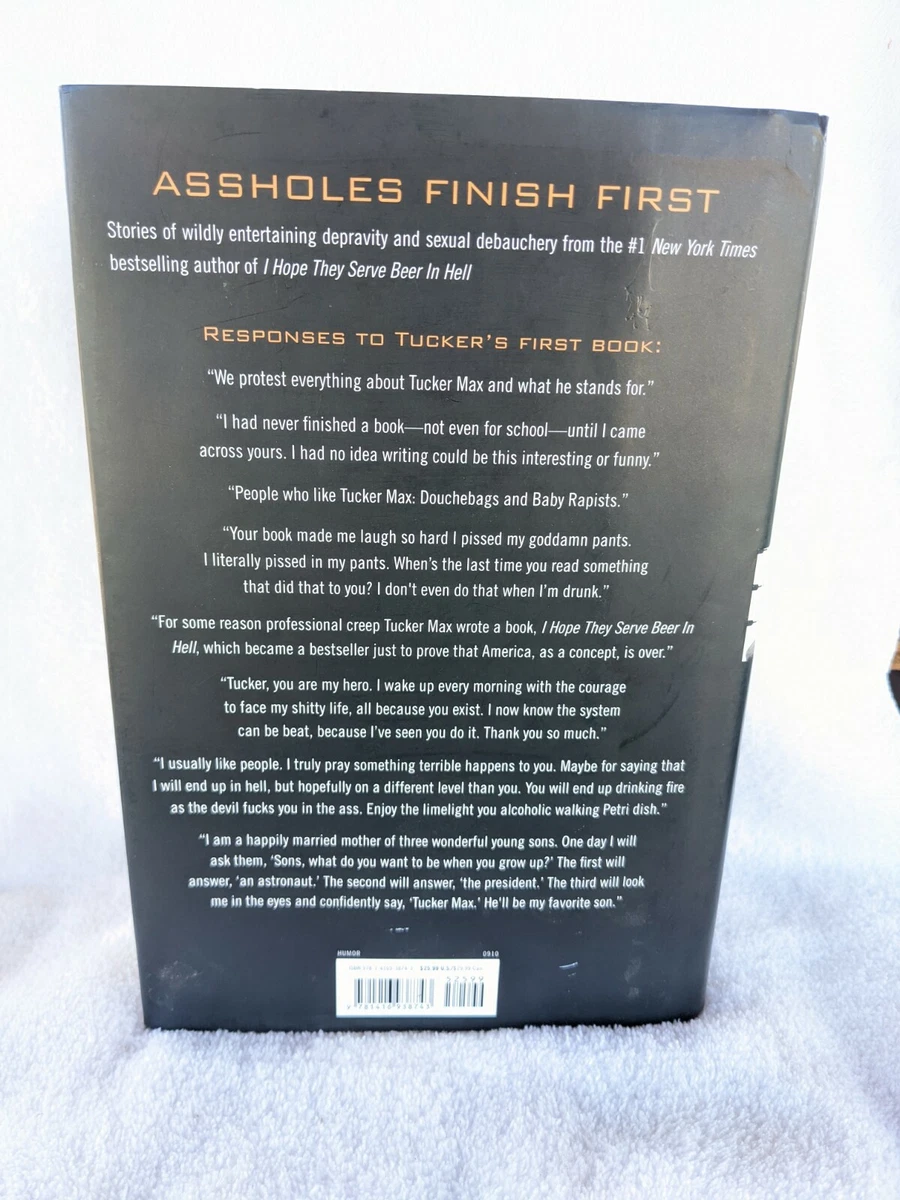 ASSHOLES FINISH FIRST
Stories of wildly entertaining depravity and sexual debauchery from the #1 New York Times
bestselling author of I Hope They Serve Beer In Hell
RESPONSES TO TUCKER'S FIRST BOOK:
“We protest everything about Tucker Max and what he stands for.”
“I had never finished a book—not even for school—until I came
across yours. I had no idea writing could be this interesting or funny.”
“People who like Tucker Max: Douchebags and Baby Rapists.”
“Your book made me laugh so hard I pissed my goddamn pants.
I literally pissed in my pants. When's the last time you read something
that did that to you? I don't even do that when I'm drunk.”
“For some reason professional creep Tucker Max wrote a book, I Hope They Serve Beer In
Hell, which became a bestseller just to prove that America, as a concept, is over.”
“Tucker, you are my hero. I wake up every morning with the courage
to face my shitty life, all because you exist. I now know the system
can be beat, because I've seen you do it. Thank you so much.”
“I usually like people. I truly pray something terrible happens to you. Maybe for saying that
I will end up in hell, but hopefully on a different level than you. You will end up drinking fire
as the devil fucks you in the ass. Enjoy the limelight you alcoholic walking Petri dish.”
“I am a happily married mother of three wonderful young sons. One day I will
ask them, ‘Sons, what do you want to be when you grow up?’ The first will
answer, ‘an astronaut.’ The second will answer, ‘the president.’ The third will look
me in the eyes and confidently say, ‘Tucker Max.’ He'll be my favorite son.”
HUMOR 0910
52599